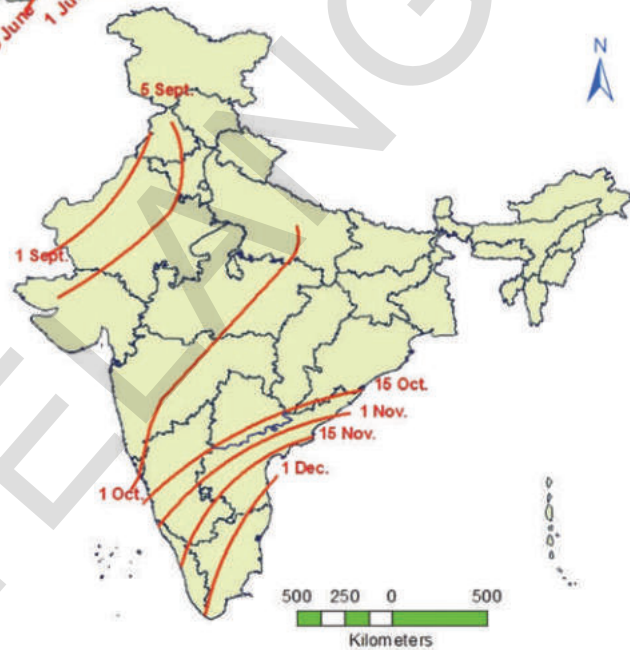 June
1 Ju
N
5 Sept.
1 Sept.
15 Oct.
1 Nov.
15 Nov.
1 Dec.
1 Oct.
500 250 0 500
Kilometers
TELANG